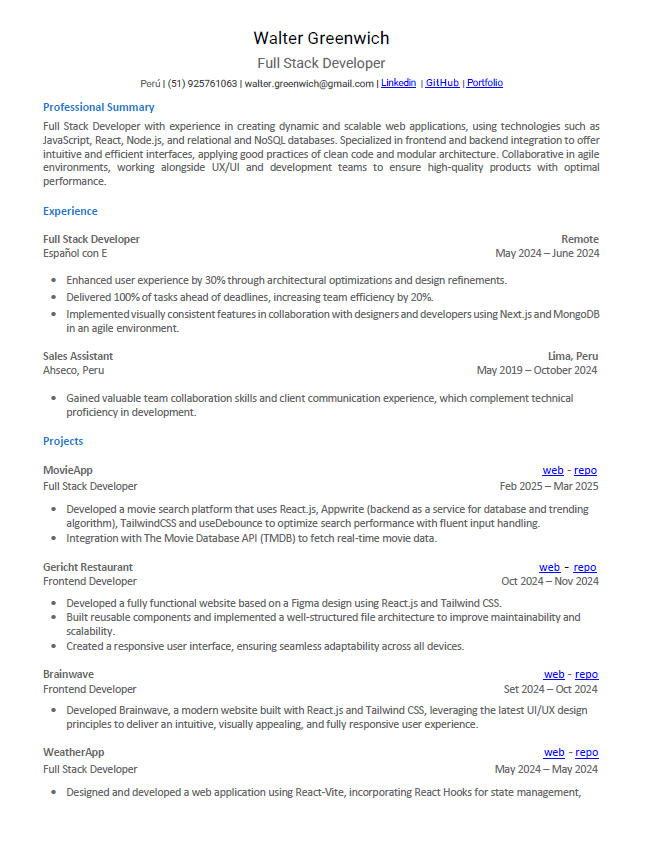 Walter Greenwich
Full Stack Developer
Perú | (51) 925761063 | walter.greenwich@gmail.com | Linkedin | GitHub | Portfolio
Professional Summary
Full Stack Developer with experience in creating dynamic and scalable web applications, using technologies such as
JavaScript, React, Node.js, and relational and NoSQL databases. Specialized in frontend and backend integration to offer
intuitive and efficient interfaces, applying good practices of clean code and modular architecture. Collaborative in agile
environments, working alongside UX/UI and development teams to ensure high-quality products with optimal
performance.
Experience
Full Stack Developer Remote
Español con E May 2024 – June 2024
• Enhanced user experience by 30% through architectural optimizations and design refinements.
• Delivered 100% of tasks ahead of deadlines, increasing team efficiency by 20%.
• Implemented visually consistent features in collaboration with designers and developers using Next.js and MongoDB
in an agile environment.
Sales Assistant Lima, Peru
Ahseco, Peru May 2019 – October 2024
• Gained valuable team collaboration skills and client communication experience, which complement technical
proficiency in development.
Projects
MovieApp web - repo
Full Stack Developer Feb 2025 – Mar 2025
• Developed a movie search platform that uses React.js, Appwrite (backend as a service for database and trending
algorithm), TailwindCSS and useDebounce to optimize search performance with fluent input handling.
• Integration with The Movie Database API (TMDB) to fetch real-time movie data.
Gericht Restaurant web - repo
Frontend Developer Oct 2024 – Nov 2024
• Developed a fully functional website based on a Figma design using React.js and Tailwind CSS.
• Built reusable components and implemented a well-structured file architecture to improve maintainability and
scalability.
• Created a responsive user interface, ensuring seamless adaptability across all devices.
Brainwave web - repo
Frontend Developer Set 2024 – Oct 2024
• Developed Brainwave, a modern website built with React.js and Tailwind CSS, leveraging the latest UI/UX design
principles to deliver an intuitive, visually appealing, and fully responsive user experience.
WeatherApp web - repo
Full Stack Developer May 2024 – May 2024
• Designed and developed a web application using React-Vite, incorporating React Hooks for state management,